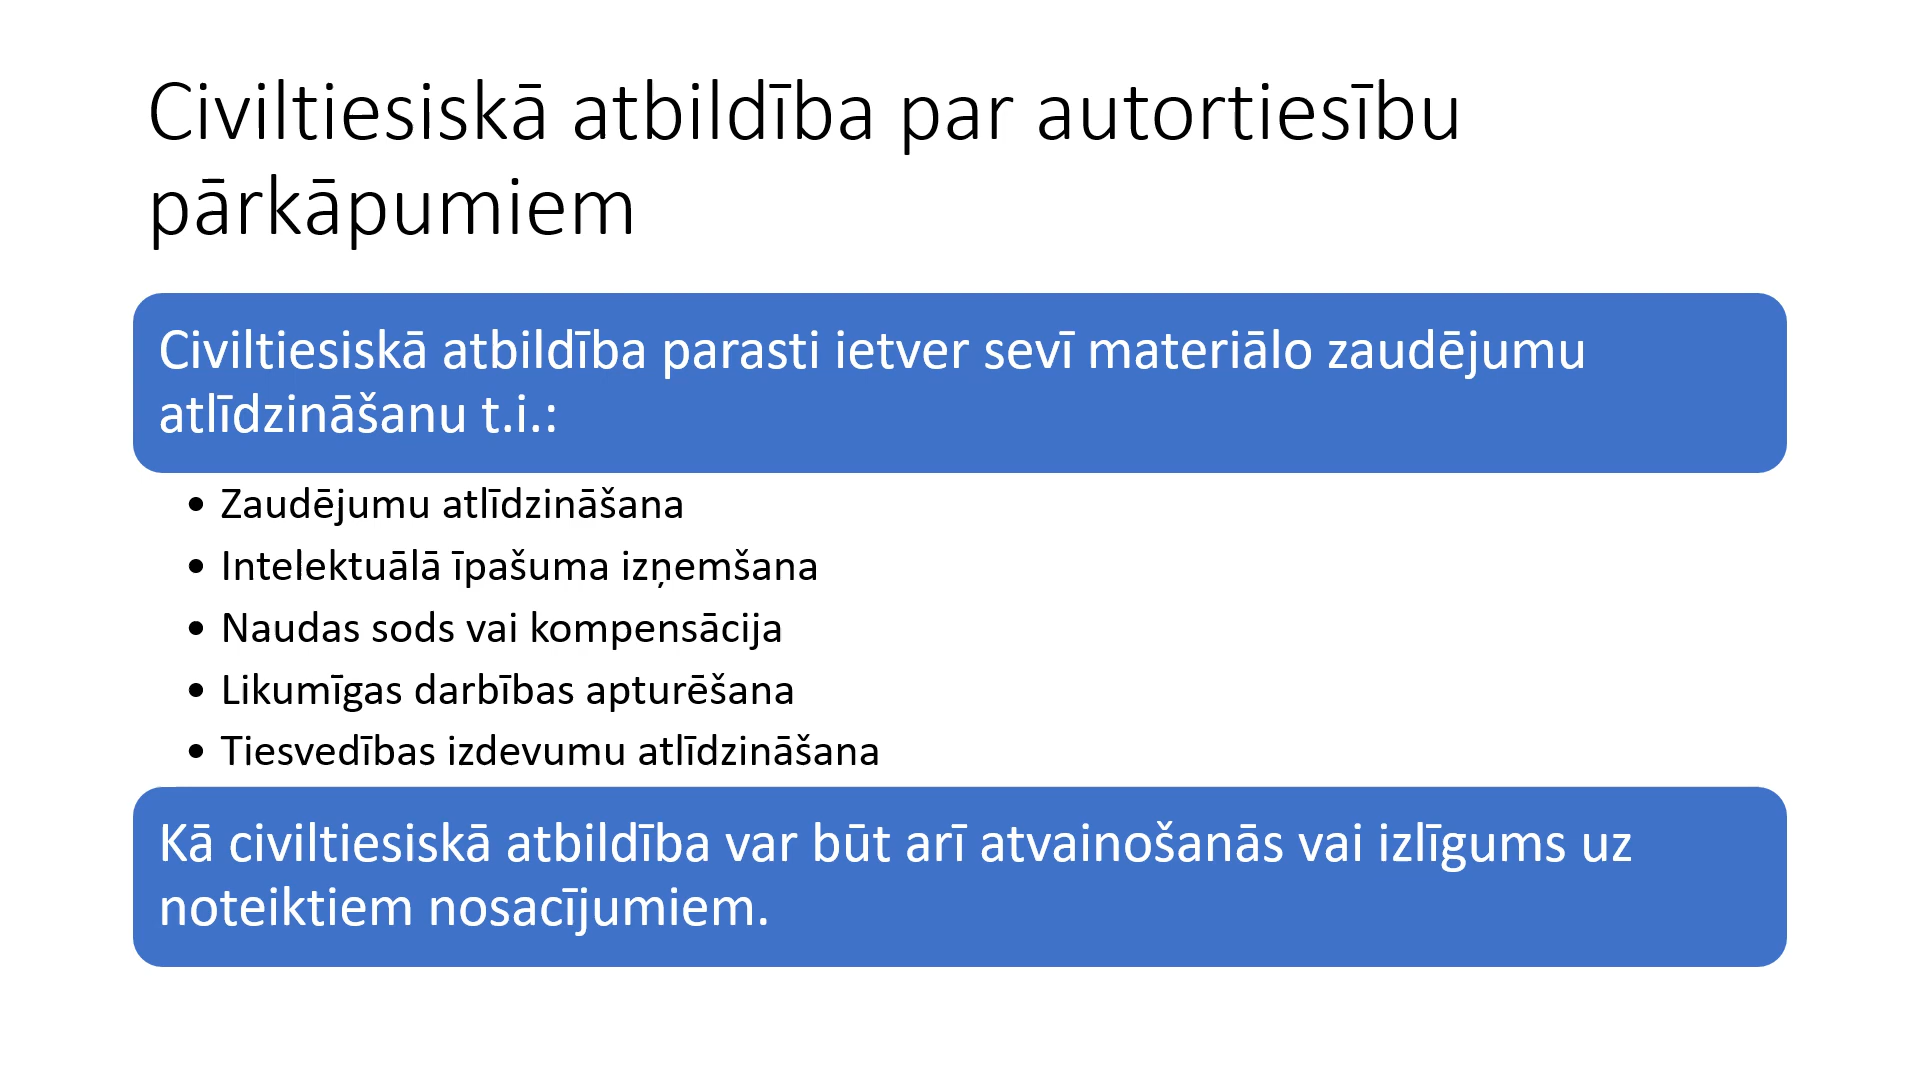 Civiltiesiskā atbildība par autortiesību
pārkāpumiem
Civiltiesiskā atbildība parasti ietver sevī materiālo zaudējumu
atlīdzināšanu t.i.:
• Zaudējumu atlīdzināšana
• Intelektuālā īpašuma izņemšana
• Naudas sods vai kompensācija
• Likumīgas darbības apturēšana
• Tiesvedības izdevumu atlīdzināšana
Kā civiltiesiskā atbildība var būt arī atvainošanās vai izlīgums uz
noteiktiem nosacījumiem.